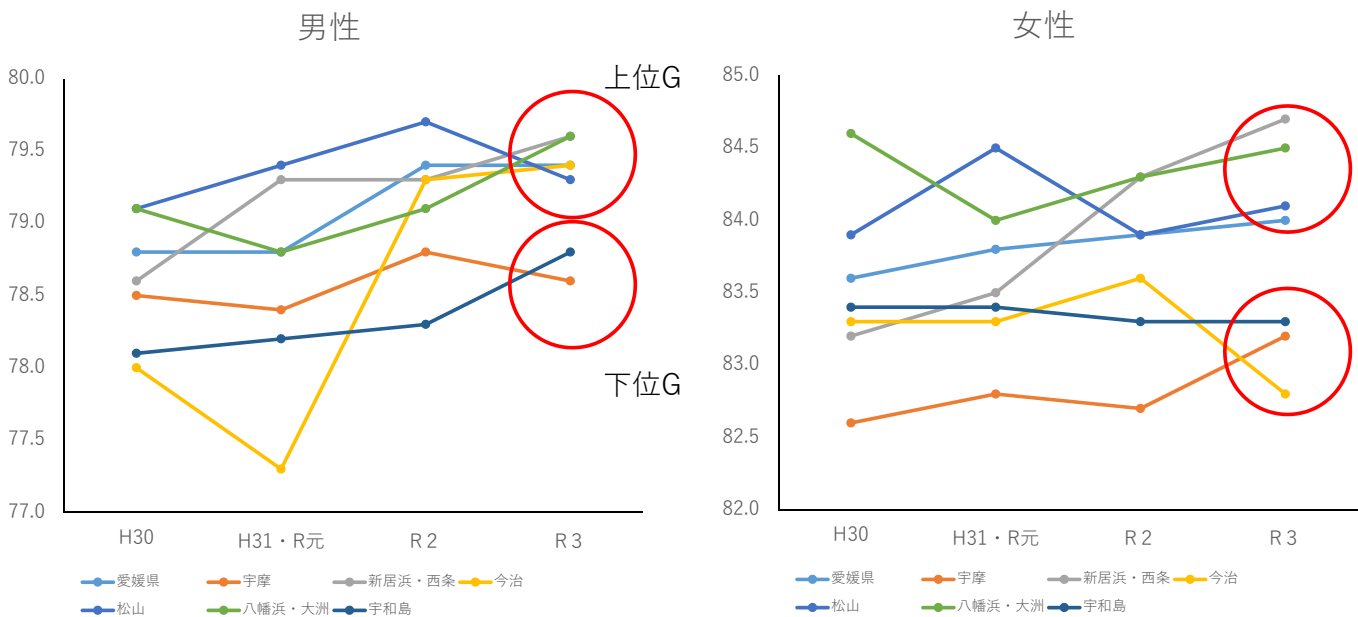 男性
80.0
79.5
79.0
78.5
78.0
77.5
77.0
H30
H31・R元
R２
R３
愛媛県
宇摩
新居浜・西条
今治
松山
八幡浜・大洲
宇和島
上位G
下位G
女性
85.0
84.5
84.0
83.5
83.0
82.5
82.0
H30
H31・R元
R２
R３
愛媛県
宇摩
新居浜・西条
今治
松山
八幡浜・大洲
宇和島